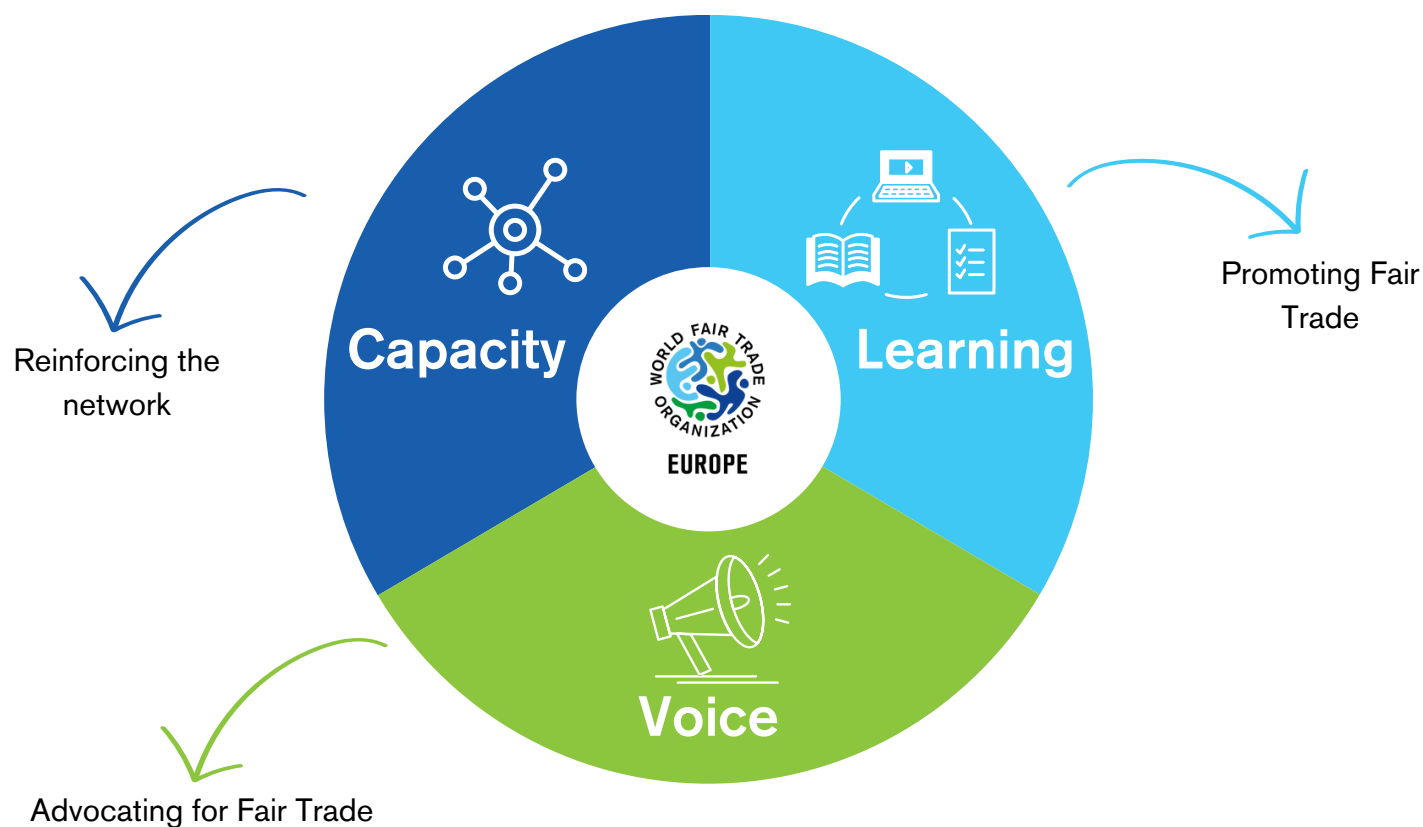 Capacity
Learning
Voice
WORLD FAIR TRADE ORGANIZATION
EUROPE
Reinforcing the
network
Promoting Fair
Trade
Advocating for Fair Trade